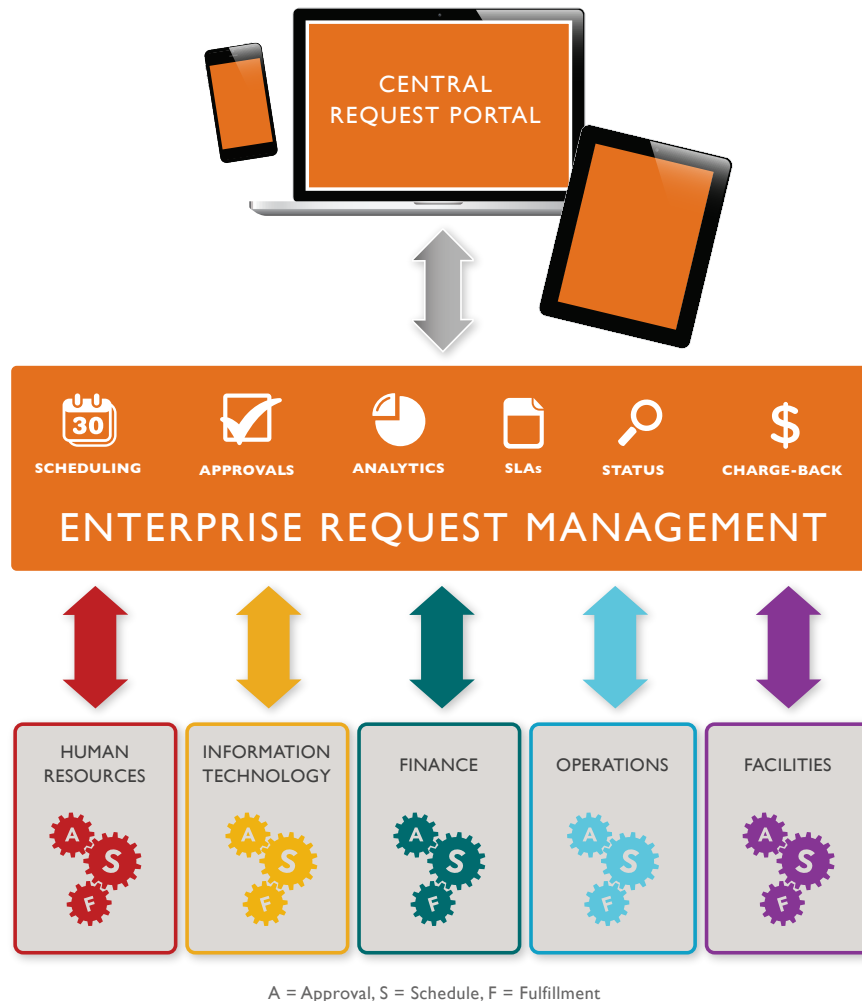 CENTRAL
REQUEST PORTAL
30
$
SCHEDULING
APPROVALS
ANALYTICS
SLAs
STATUS
CHARGE-BACK
ENTERPRISE REQUEST MANAGEMENT
HUMAN
RESOURCES
A
S
F
INFORMATION
TECHNOLOGY
A
S
F
FINANCE
A
S
F
OPERATIONS
A
S
F
FACILITIES
A
S
F
A = Approval, S = Schedule, F = Fulfillment